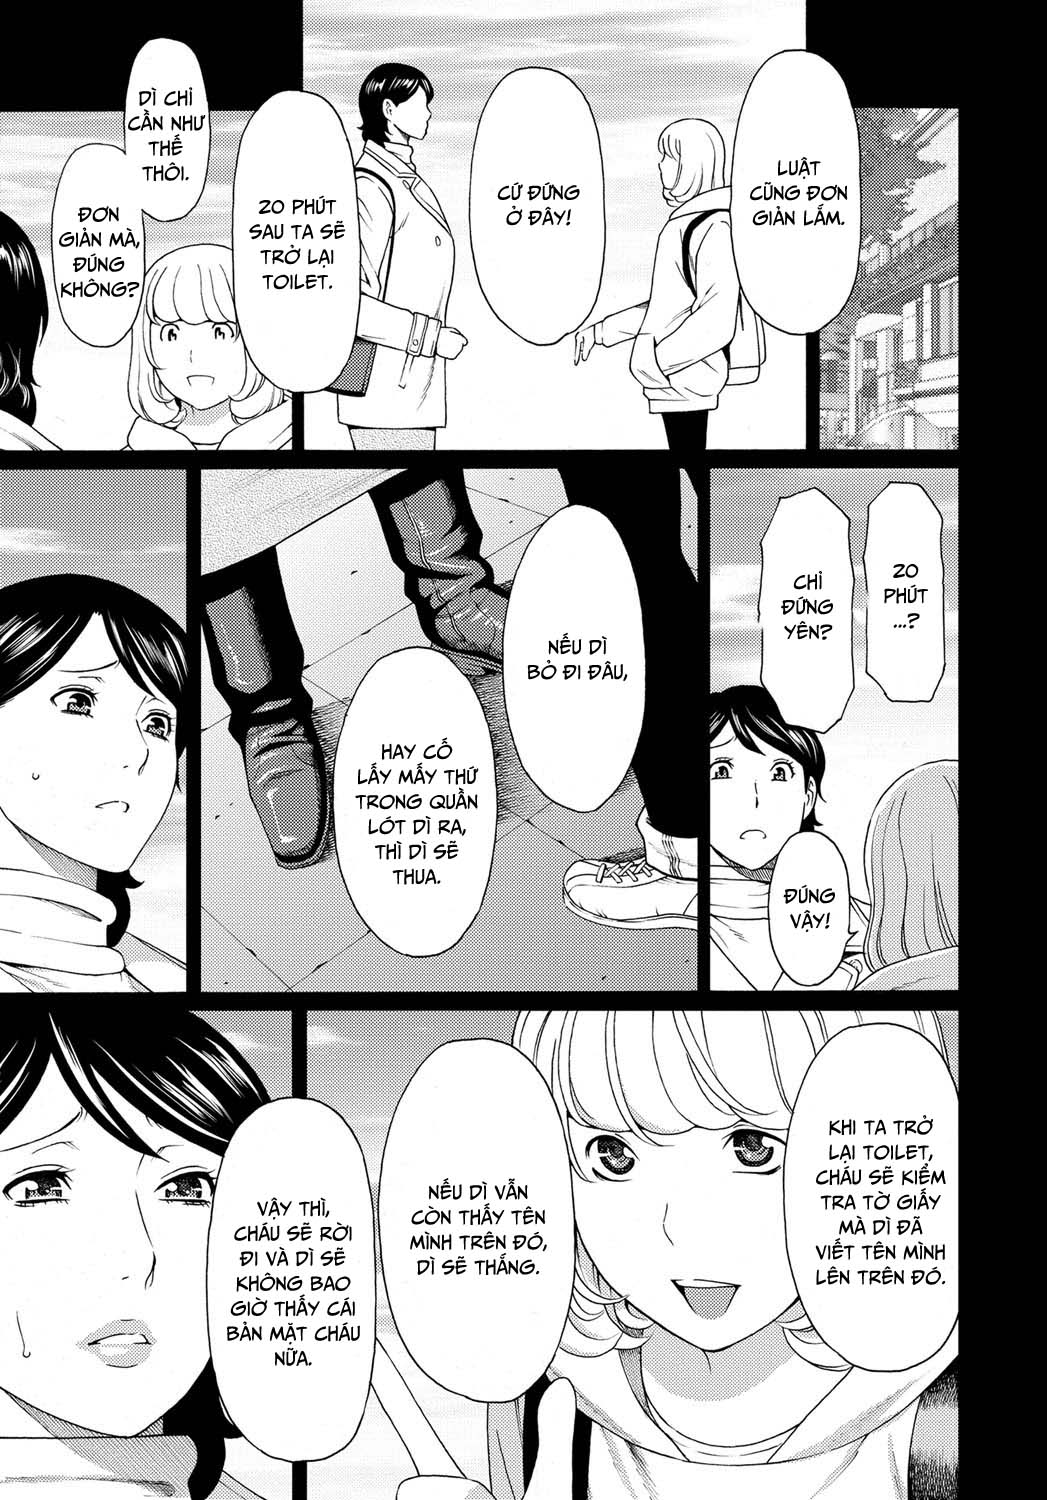 LUẬT
CŨNG ĐƠN
GIẢN LẮM.
CỨ ĐỨNG
Ở ĐÂY!
20 PHÚT
SAU TA SẼ
TRỞ LẠI
TOILET.
DÌ CHỈ
CẦN NHƯ
THẾ
THÔI.
ĐƠN
GIẢN MÀ,
ĐÚNG
KHÔNG?
20
PHÚT
...?
CHỈ
ĐỨNG
YÊN?
ĐÚNG
VẬY!
NẾU DÌ
BỎ ĐI ĐÂU,
HAY CỐ
LẤY MẤY THỨ
TRONG QUẦN
LÓT DÌ RA,
THÌ DÌ SẼ
THUA.
KHI TA TRỞ
LẠI TOILET,
CHÁU SẼ KIỂM
TRA TỜ GIẤY
MÀ DÌ ĐÃ
VIẾT TÊN MÌNH
LÊN TRÊN ĐÓ.
NẾU DÌ VẪN
CÒN THẤY TÊN
MÌNH TRÊN ĐÓ,
DÌ SẼ THẮNG.
VẬY THÌ,
CHÁU SẼ RỜI
ĐI VÀ DÌ SẼ
KHÔNG BAO
GIỜ THẤY CÁI
BẢN MẶT CHÁU
NỮA.